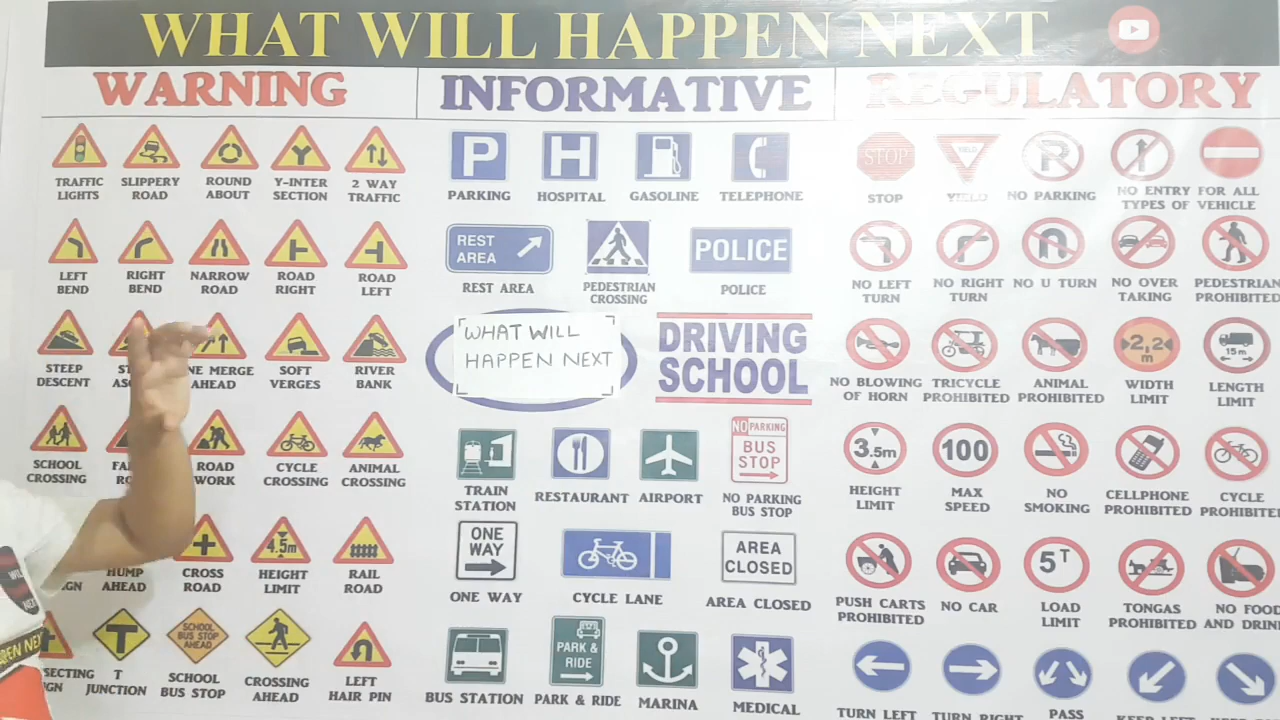 WHAT WILL HAPPEN NEXT
WARNING
INFORMATIVE
REGULATORY
TRAFFIC
LIGHTS
SLIPPERY
ROAD
ROUND
ABOUT
Y-INTER
SECTION
2 WAY
TRAFFIC
LEFT
BEND
RIGHT
BEND
NARROW
ROAD
ROAD
RIGHT
ROAD
LEFT
STEEP
DESCENT
MERGE
AHEAD
SOFT
VERGES
RIVER
BANK
SCHOOL
CROSSING
ROAD
WORK
CYCLE
CROSSING
ANIMAL
CROSSING
HUMP
AHEAD
CROSS
ROAD
4.5m
HEIGHT
LIMIT
RAIL
ROAD
T
JUNCTION
SCHOOL
BUS STOP
AHEAD
SCHOOL
BUS STOP
CROSSING
AHEAD
LEFT
HAIR PIN
P
PARKING
H
HOSPITAL
GASOLINE
TELEPHONE
REST
AREA
REST AREA
PEDESTRIAN
CROSSING
POLICE
POLICE
WHAT WILL
HAPPEN NEXT
DRIVING
SCHOOL
TRAIN
STATION
RESTAURANT
AIRPORT
NO PARKING
BUS
STOP
NO PARKING
BUS STOP
ONE
WAY
ONE WAY
CYCLE LANE
AREA
CLOSED
AREA CLOSED
BUS STATION
PARK &
RIDE
PARK & RIDE
MARINA
MEDICAL
STOP
STOP
YIELD
YIELD
P
NO PARKING
NO ENTRY FOR ALL
TYPES OF VEHICLE
NO LEFT
TURN
NO RIGHT
TURN
NO U TURN
NO OVER
TAKING
PEDESTRIAN
PROHIBITED
NO BLOWING
OF HORN
TRICYCLE
PROHIBITED
ANIMAL
PROHIBITED
2,2
m
WIDTH
LIMIT
15 m
LENGTH
LIMIT
3.5m
HEIGHT
LIMIT
100
MAX
SPEED
NO
SMOKING
CELLPHONE
PROHIBITED
CYCLE
PROHIBITE
PUSH CARTS
PROHIBITED
NO CAR
5T
LOAD
LIMIT
TONGAS
PROHIBITED
NO FOOD
AND DRIN
TURN LEFT
TURN RIGHT
PASS
KEEP LEFT